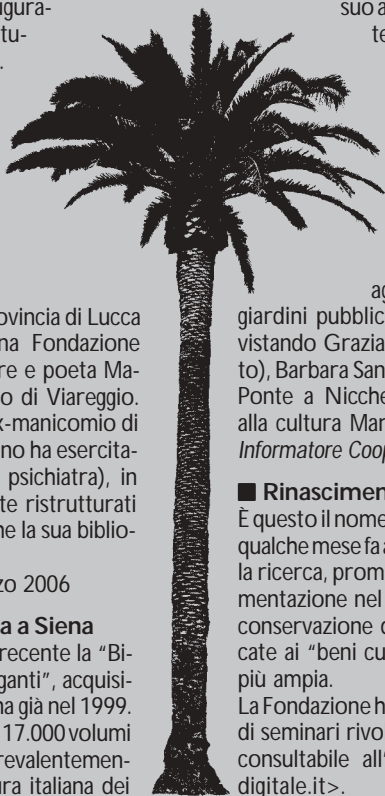 ugura-
tu-
.
ovincia di Lucca
na Fondazione
re e poeta Ma-
o di Viareggio.
x-manicomio di
no ha esercita-
psichiatra), in
te ristrutturati
ne la sua biblio-
zo 2006
a a Siena
recente la “Bi-
ganti”, acquisi-
na già nel 1999.
17.000 volumi
revalentemen-
ura italiana dei
suo a
te
ag
giardini pubblic
vistando Grazia
to), Barbara San
Ponte a Nicche
alla cultura Mar
Informatore Coop
■ Rinascimen
È questo il nome
qualche mese fa a
la ricerca, prom
mentazione nel
conservazione d
cate ai “beni cu
più ampia.
La Fondazione h
di seminari rivo
consultabile all’
digitale.it>.